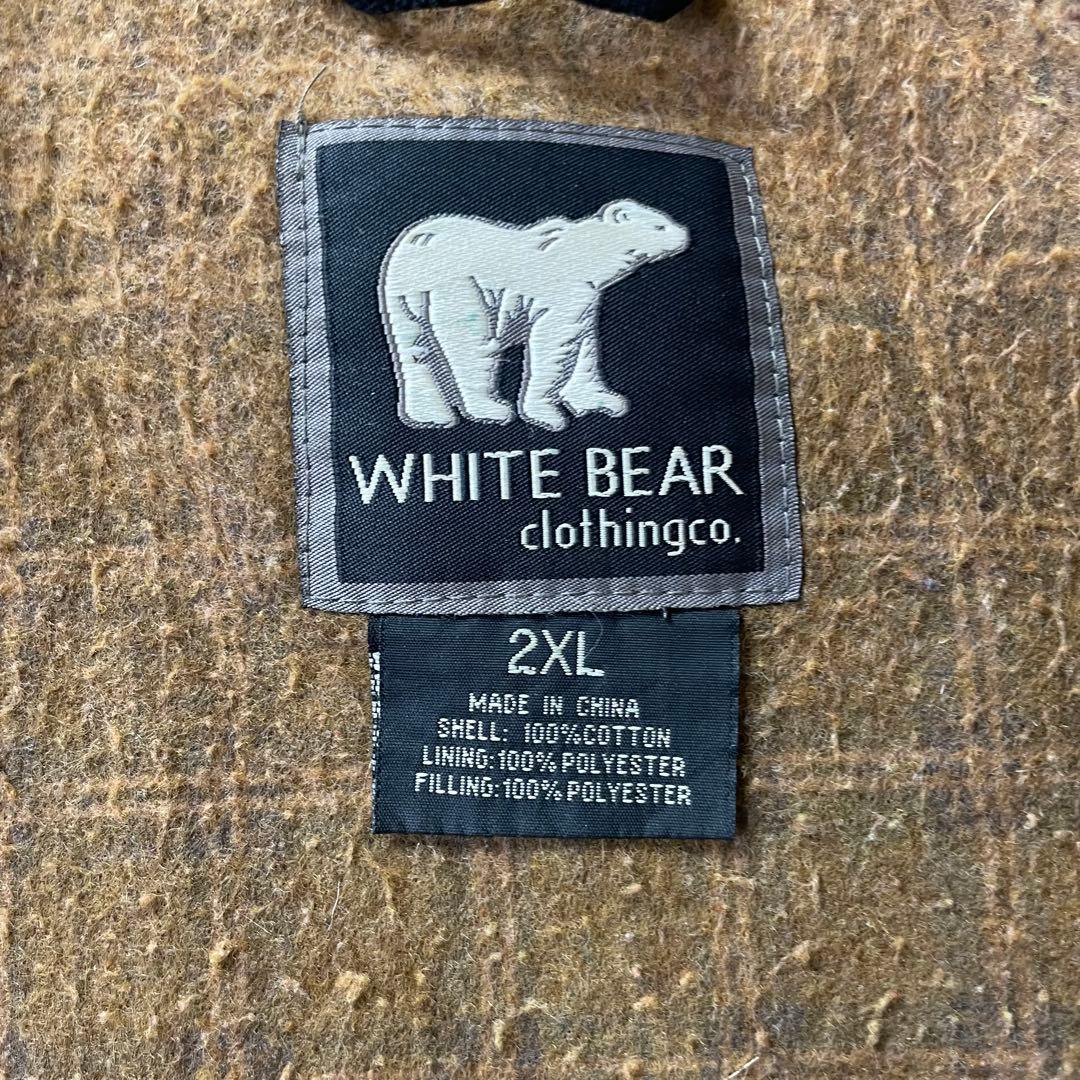 WHITE BEAR
clothingco.
2XL
MADE IN CHINA
SHELL: 100%COTTON
LINING:100% POLYESTER
FILLING:100% POLYESTER